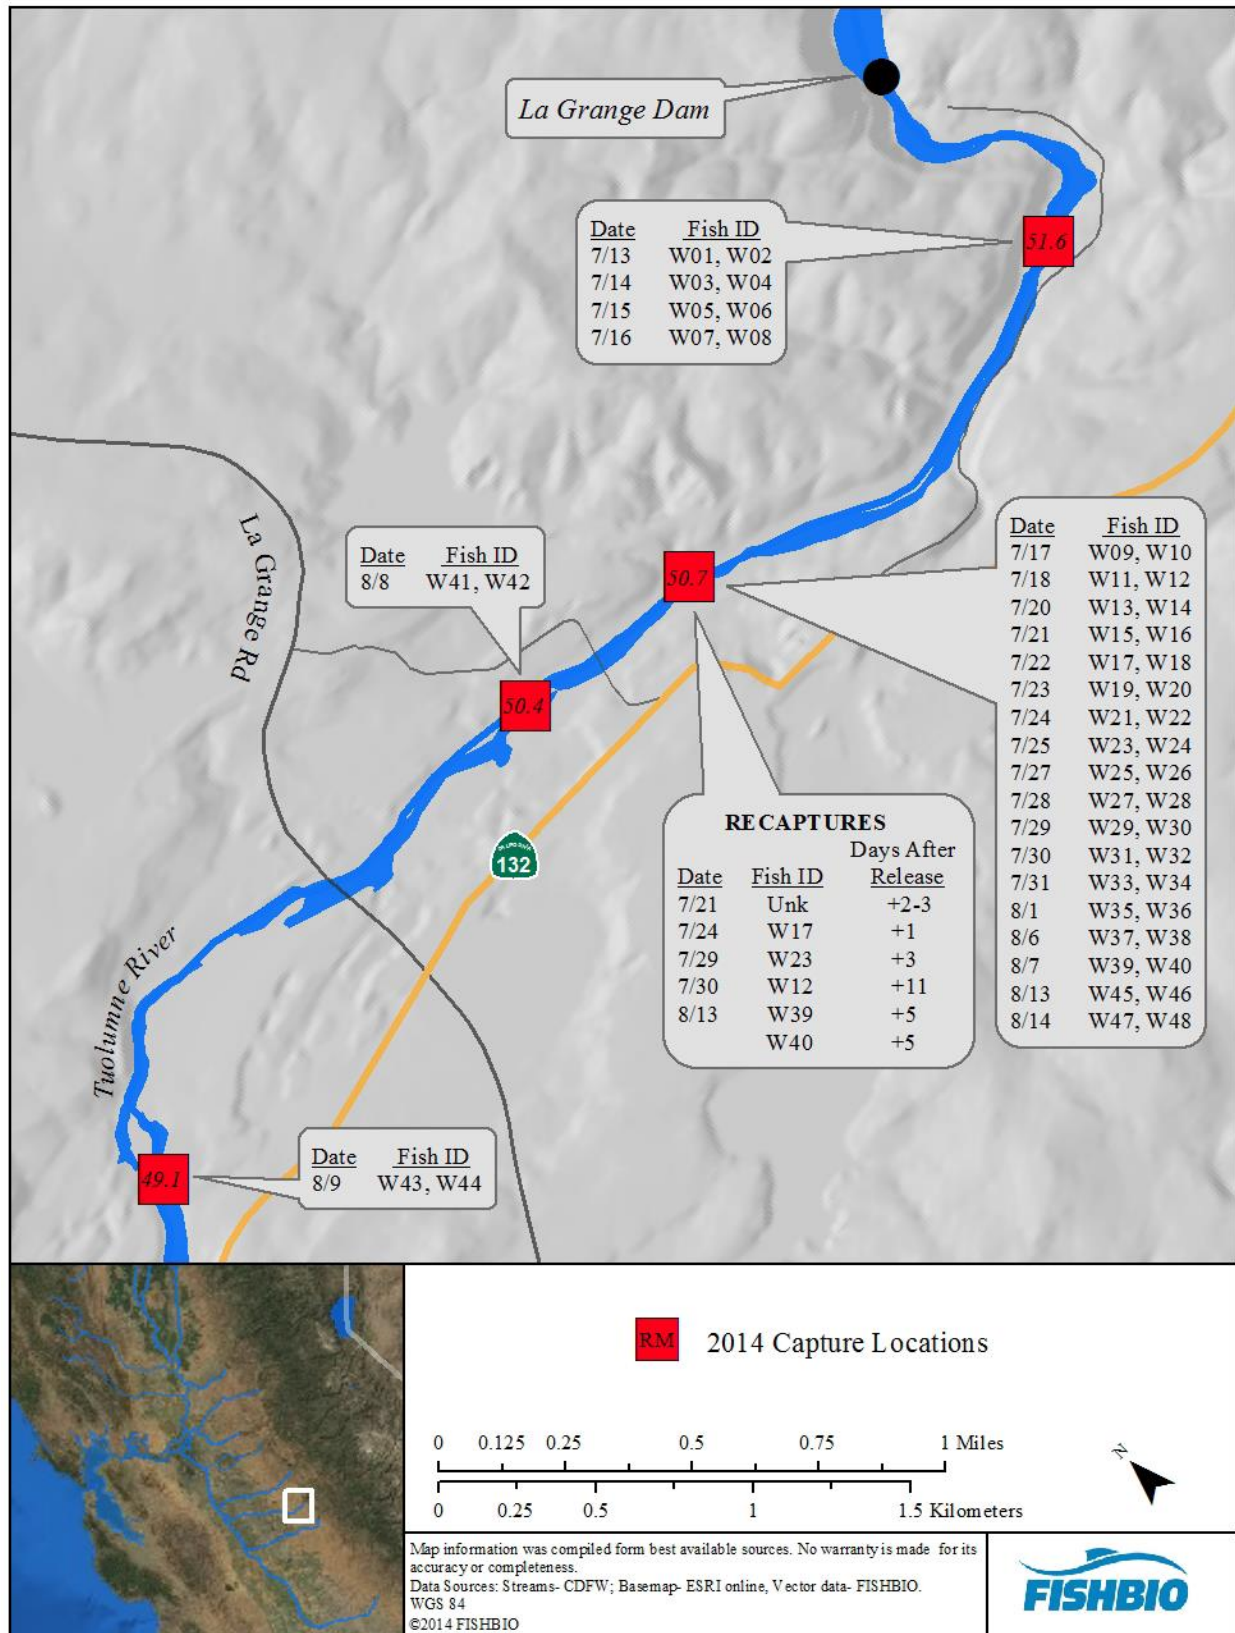 La Grange Dam
51.6
Date Fish ID
7/13 W01, W02
7/14 W03, W04
7/15 W05, W06
7/16 W07, W08
La Grange Rd
Date Fish ID
8/8 W41, W42
50.7
50.4
Date Fish ID
7/17 W09, W10
7/18 W11, W12
7/20 W13, W14
7/21 W15, W16
7/22 W17, W18
7/23 W19, W20
7/24 W21, W22
7/25 W23, W24
7/27 W25, W26
7/28 W27, W28
7/29 W29, W30
7/30 W31, W32
7/31 W33, W34
8/1 W35, W36
8/6 W37, W38
8/7 W39, W40
8/13 W45, W46
8/14 W47, W48
132
RECAPTURES
Days After
Date Fish ID Release
7/21 Unk +2-3
7/24 W17 +1
7/29 W23 +3
7/30 W12 +11
8/13 W39 +5
W40 +5
Tuolumne River
49.1
Date Fish ID
8/9 W43, W44
RM 2014 Capture Locations
0 0.125 0.25 0.5 0.75 1 Miles
0 0.25 0.5 1 1.5 Kilometers
N
Map information was compiled form best available sources. No warranty is made for its
accuracy or completeness.
Data Sources: Streams- CDFW; Basemap- ESRI online, Vector data- FISHBIO.
WGS 84
©2014 FISHBIO
FISHBIO